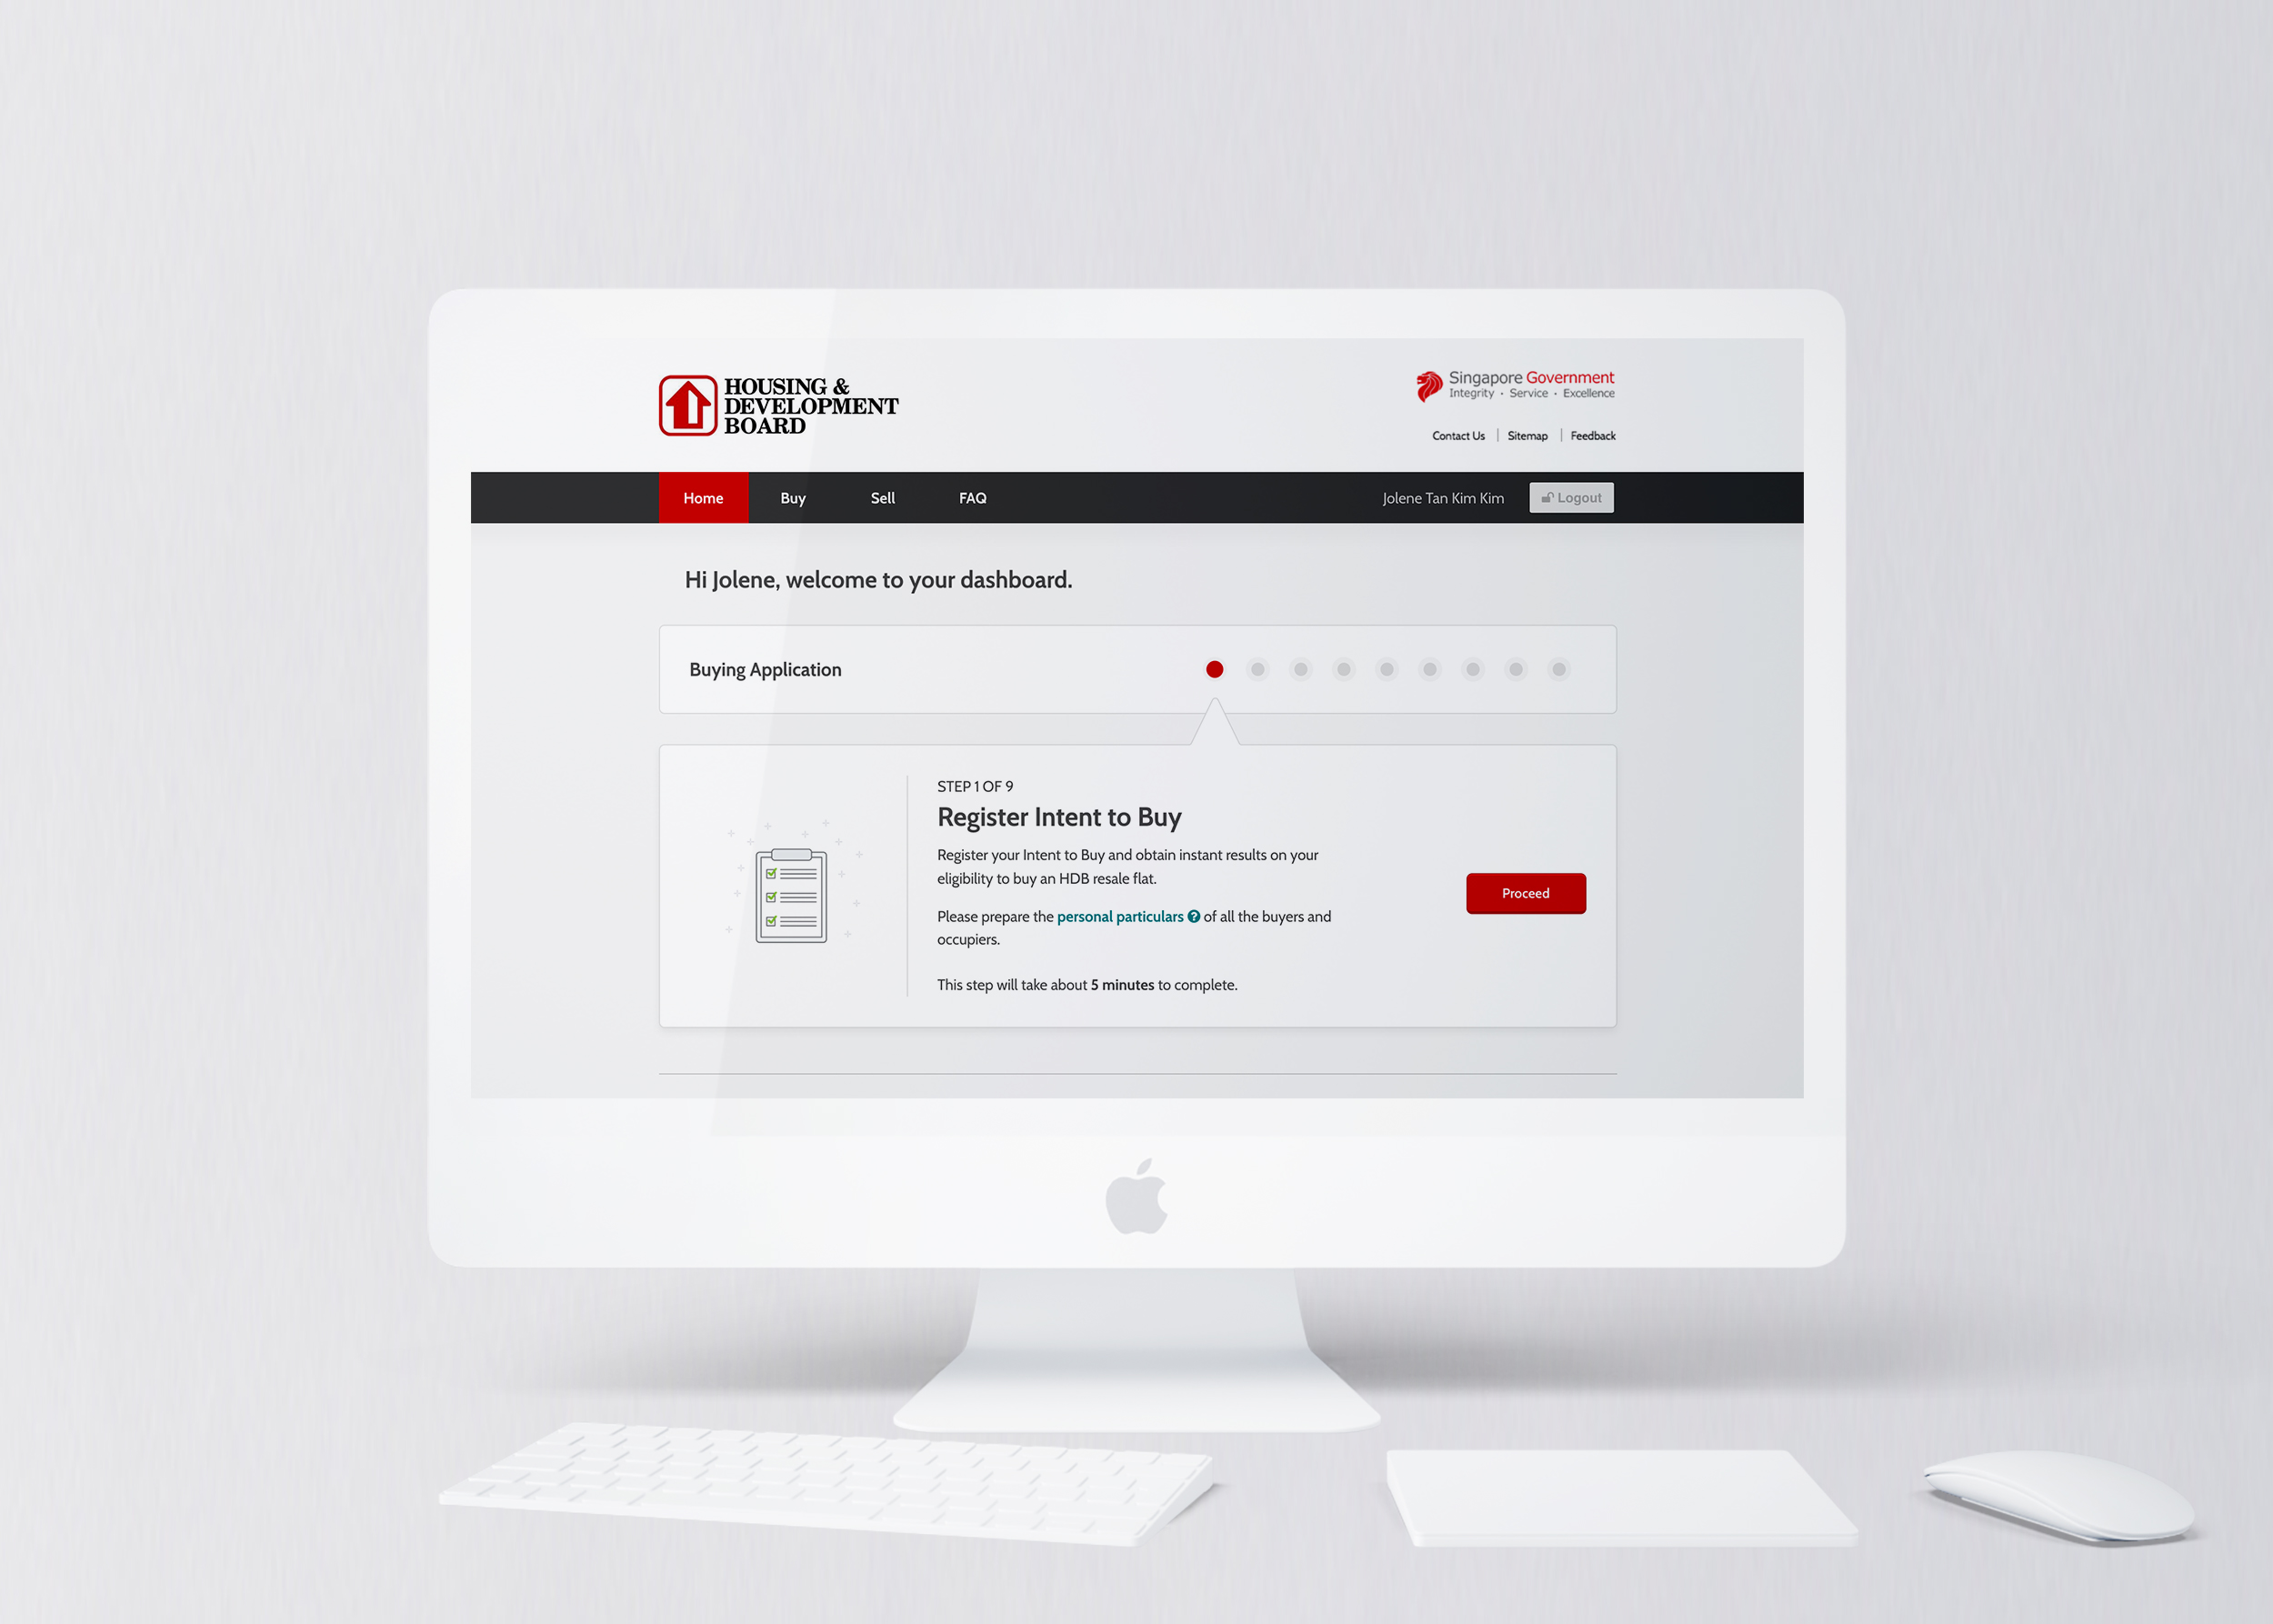 HOUSING &
DEVELOPMENT
BOARD
Singapore Government
Integrity · Service · Excellence
Contact Us | Sitemap | Feedback
Home Buy Sell FAQ Jolene Tan Kim Kim Logout
Hi Jolene, welcome to your dashboard.
Buying Application
STEP 1 OF 9
Register Intent to Buy
Register your Intent to Buy and obtain instant results on your
eligibility to buy an HDB resale flat.
Please prepare the personal particulars ? of all the buyers and
occupiers.
This step will take about 5 minutes to complete.
Proceed